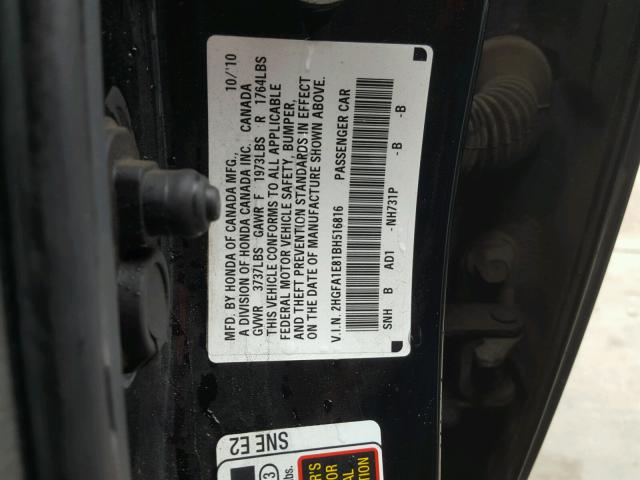 MFD. BY HONDA OF CANADA MFG., 10/'10
A DIVISION OF HONDA CANADA INC. CANADA
GVWR 3737LBS GAWR F 1973LBS R 1764LBS
THIS VEHICLE CONFORMS TO ALL APPLICABLE
FEDERAL MOTOR VEHICLE SAFETY, BUMPER,
AND THEFT PREVENTION STANDARDS IN EFFECT
ON THE DATE OF MANUFACTURE SHOWN ABOVE.
V.I.N. 2HGFA1E81BH516816 PASSENGER CAR
SNH B AD1 -NH731P -B -B
SNE E2
3
lbs.